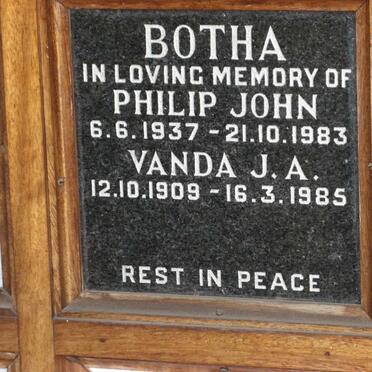 BOTHA
IN LOVING MEMORY OF
PHILIP JOHN
6.6.1937 - 21.10.1983
VANDA J.A.
12.10.1909 - 16.3.1985
REST IN PEACE